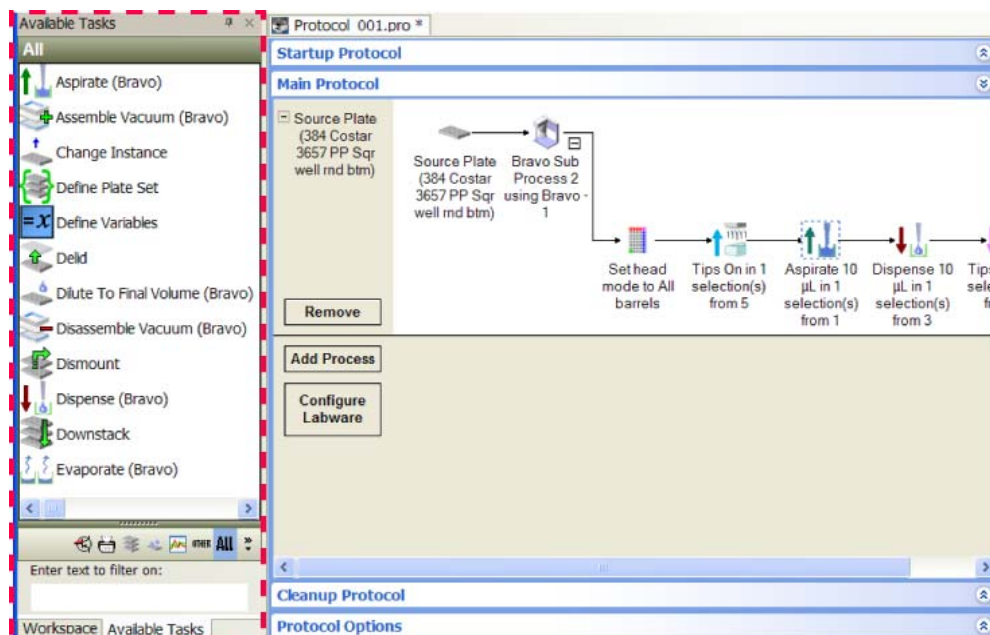 Available Tasks
All
Aspirate (Bravo)
Assemble Vacuum (Bravo)
Change Instance
Define Plate Set
=x Define Variables
Delid
Dilute To Final Volume (Bravo)
Disassemble Vacuum (Bravo)
Dismount
Dispense (Bravo)
Downstack
Evaporate (Bravo)
OTHER ALL
Enter text to filter on:
Workspace Available Tasks
Protocol_001.pro *
Startup Protocol
Main Protocol
Source Plate
(384 Costar
3657 PP Sqr
well rnd btm)
Remove
Source Plate
(384 Costar
3657 PP Sqr
well rnd btm)
Bravo Sub
Process 2
using Bravo -
1
Set head
mode to All
barrels
Tips On in 1
selection(s)
from 5
Aspirate 10
µL in 1
selection(s)
from 1
Dispense 10
µL in 1
selection(s)
from 3
Add Process
Configure
Labware
Cleanup Protocol
Protocol Options